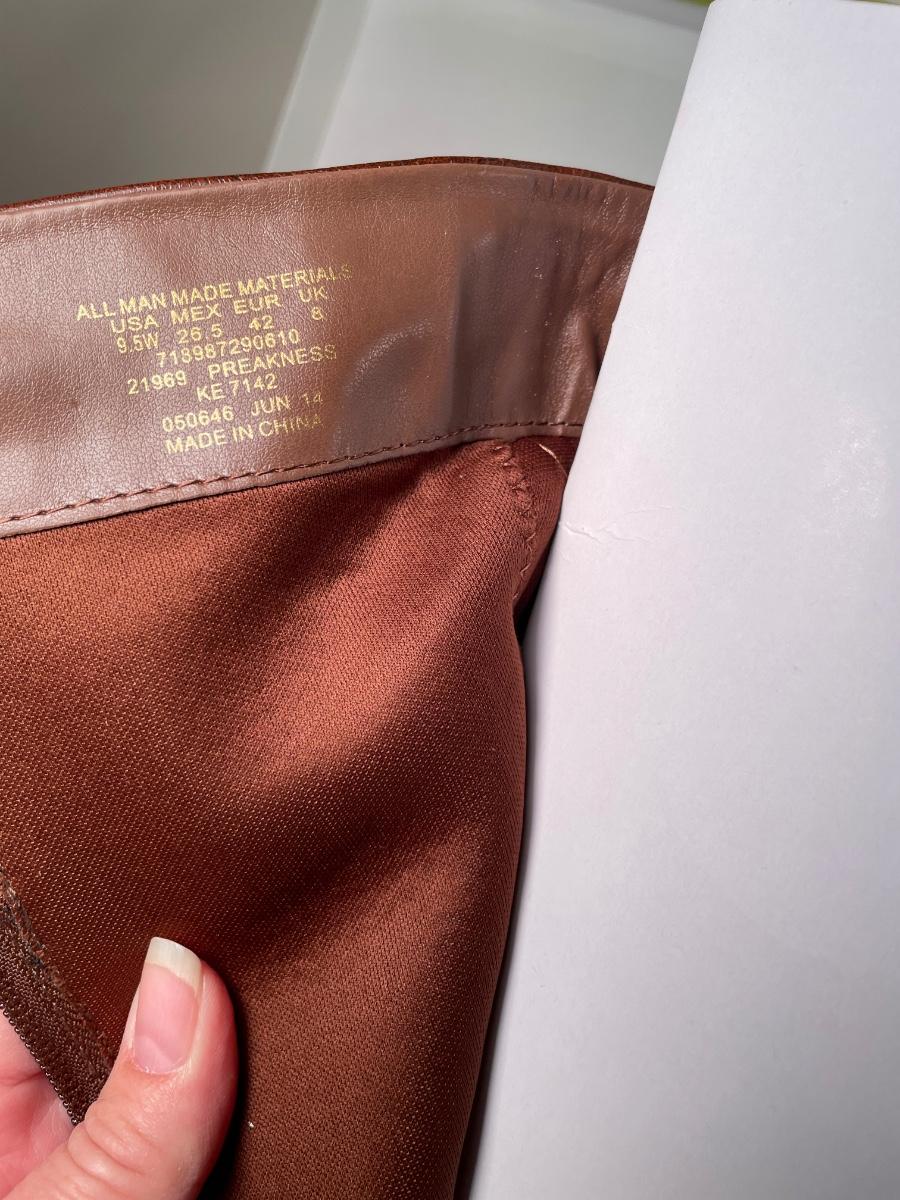 ALL MAN MADE MATERIALS
USA MEX EUR UK
9.5W 26.5 42 8
718987290610
21969 PREAKNESS
KE 7142
050646 JUN 14
MADE IN CHINA